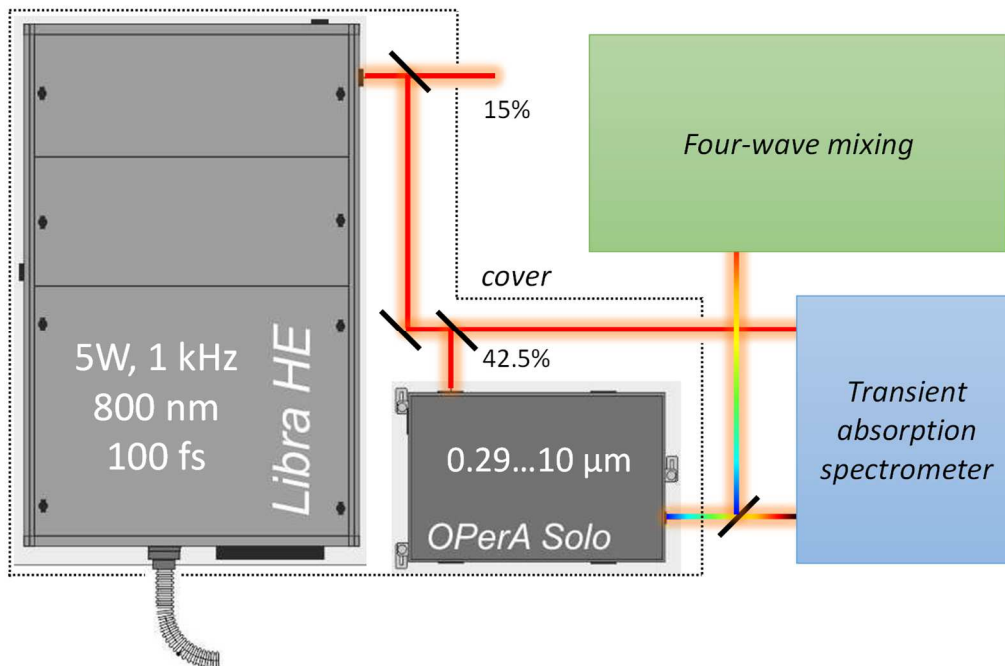 15%
Four-wave mixing
cover
5W, 1 kHz
800 nm
100 fs
Libra HE
42.5%
0.29...10 µm
OPerA Solo
Transient
absorption
spectrometer